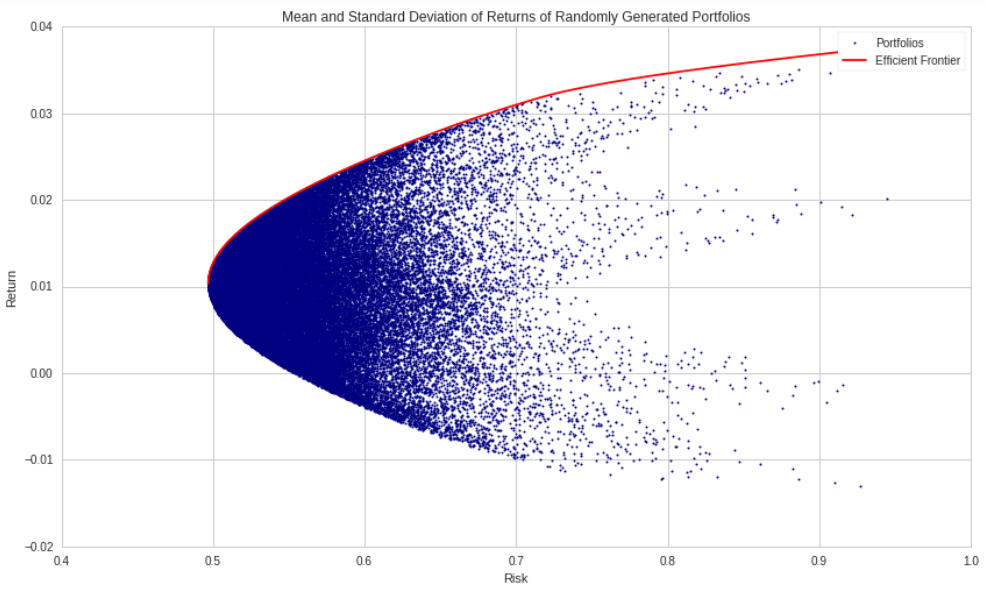 Mean and Standard Deviation of Returns of Randomly Generated Portfolios
0.04
Portfolios
Efficient Frontier
0.03
0.02
0.01
0.00
−0.01
−0.02
Return
0.4 0.5 0.6 0.7 0.8 0.9 1.0
Risk